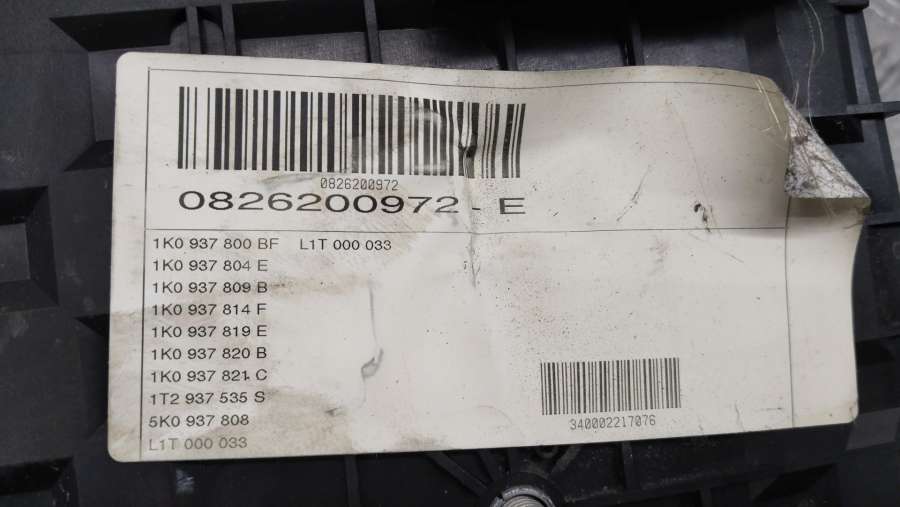 0826200972
0826200972 - E
1K0 937 800 BF L1T 000 033
1K0 937 804 E
1K0 937 809 B
1K0 937 814 F
1K0 937 819 E
1K0 937 820 B
1K0 937 821 C
1T2 937 535 S
5K0 937 808
L1T 000 033
340002217076